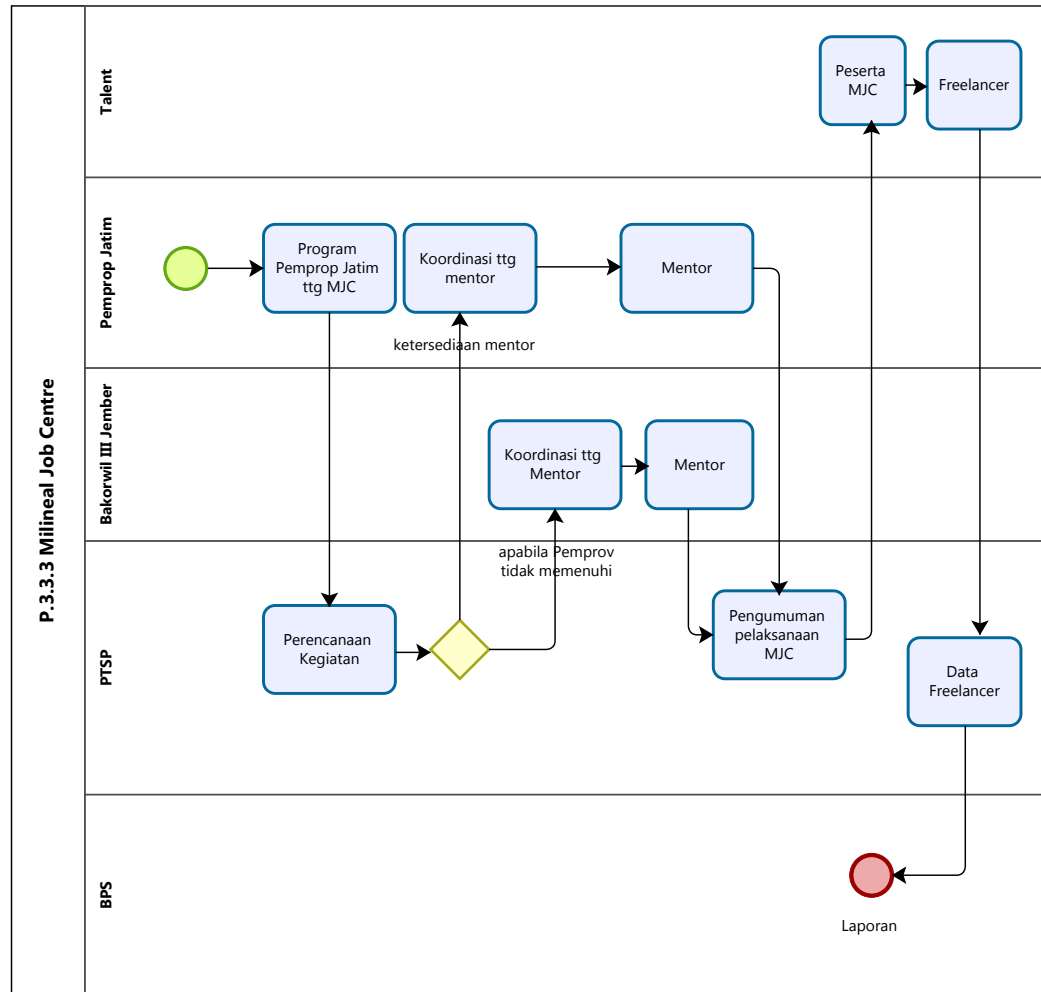 P.3.3.3 Milineal Job Centre
Talent
Peserta
MJC
Freelancer
Pemprop Jatim
Program
Pemprop Jatim
ttg MJC
Koordinasi ttg
mentor
Mentor
ketersediaan mentor
Bakorwil III Jember
Koordinasi ttg
Mentor
Mentor
apabila Pemprov
tidak memenuhi
PTSP
Perencanaan
Kegiatan
Pengumuman
pelaksanaan
MJC
Data
Freelancer
BPS
Laporan